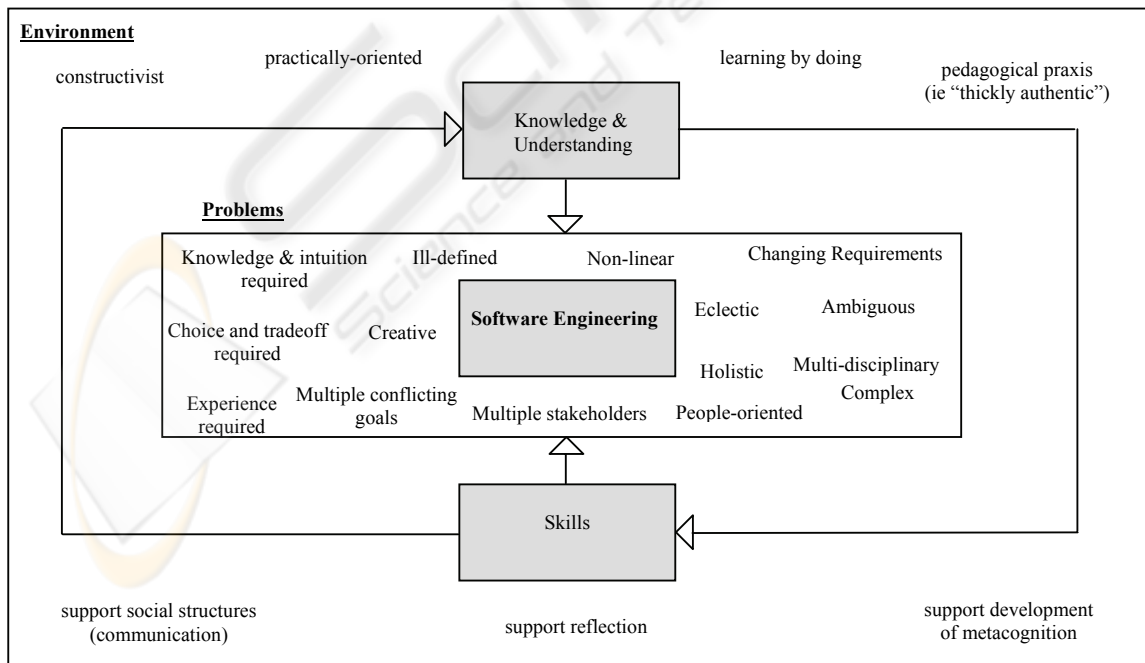 Environment
practically-oriented
learning by doing
constructivist
pedagogical praxis
(ie “thickly authentic”)
Knowledge &
Understanding
Problems
Knowledge & intuition
required
Ill-defined
Non-linear
Changing Requirements
Choice and tradeoff
required
Creative
Software Engineering
Eclectic
Ambiguous
Holistic
Multi-disciplinary
Complex
Experience
required
Multiple conflicting
goals
Multiple stakeholders
People-oriented
Skills
support social structures
(communication)
support reflection
support development
of metacognition
Science and